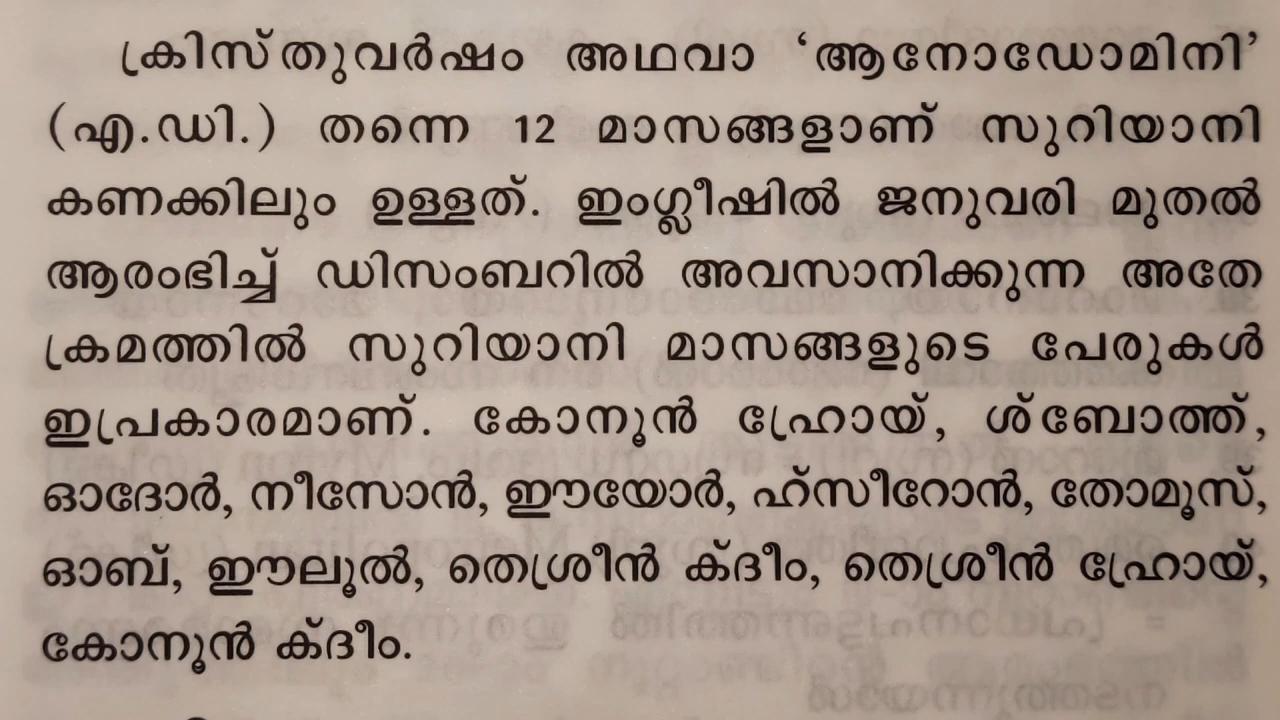 ക്രിസ്തുവർഷം അഥവാ ‘ആനോഡോമിനി’
(എ.ഡി.) തന്നെ 12 മാസങ്ങളാണ് സുറിയാനി
കണക്കിലും ഉള്ളത്. ഇംഗ്ലീഷിൽ ജനുവരി മുതൽ
ആരംഭിച്ച് ഡിസംബറിൽ അവസാനിക്കുന്ന അതേ
ക്രമത്തിൽ സുറിയാനി മാസങ്ങളുടെ പേരുകൾ
ഇപ്രകാരമാണ്. കോനൂൻ ഹ്രോയ്, ശ്ബോത്ത്,
ഓദോർ, നീസോൻ, ഈയോർ, ഹ്സീറോൻ, തോമൂസ്,
ഓബ്, ഈലൂൽ, തെശ്രീൻ ക്ദീം, തെശ്രീൻ ഹ്രോയ്,
കോനൂൻ ക്ദീം.